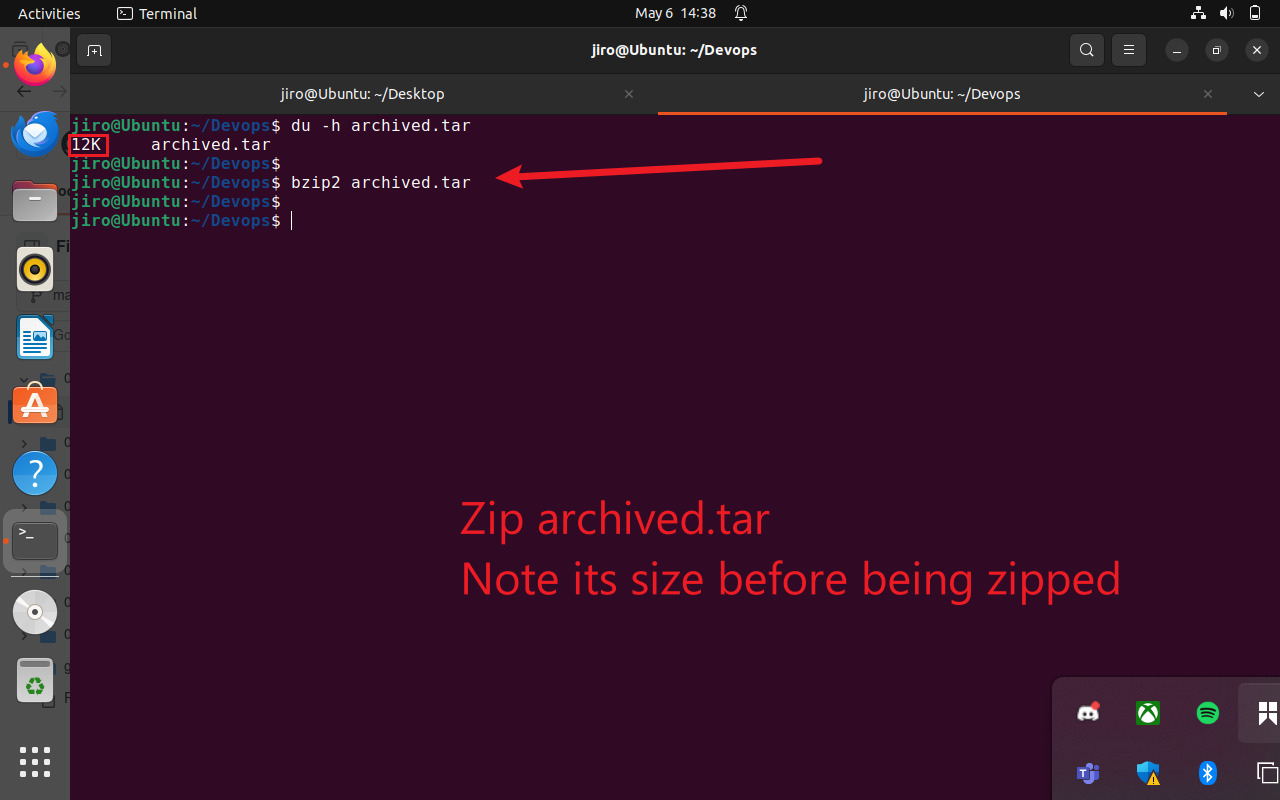 Activities
Terminal
May 6 14:38
jiro@Ubuntu: ~/Devops
jiro@Ubuntu: ~/Desktop
jiro@Ubuntu: ~/Devops
jiro@Ubuntu:~/Devops$ du -h archived.tar
12K archived.tar
jiro@Ubuntu:~/Devops$
jiro@Ubuntu:~/Devops$ bzip2 archived.tar
jiro@Ubuntu:~/Devops$
jiro@Ubuntu:~/Devops$
Zip archived.tar
Note its size before being zipped